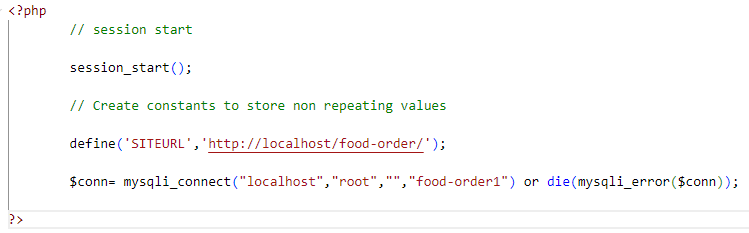 <?php
// session start
session_start();
// Create constants to store non repeating values
define('SITEURL','http://localhost/food-order/');
$conn= mysqli_connect("localhost","root","","food-order1") or die(mysqli_error($conn));
?>